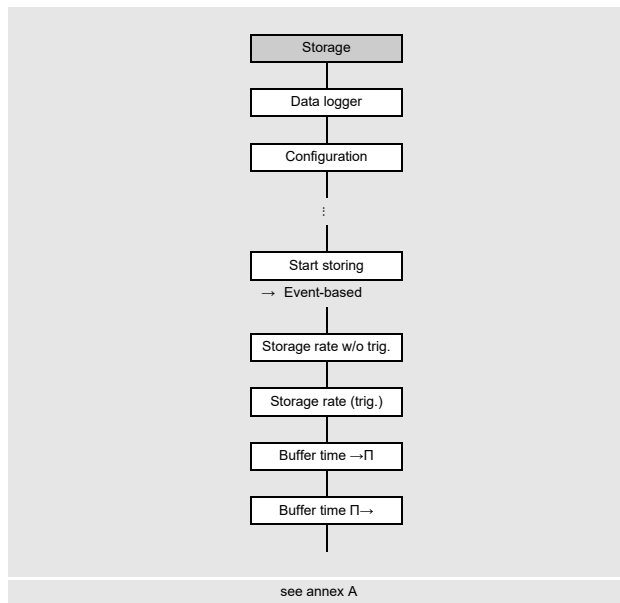 Storage
Data logger
Configuration
⋮
Start storing
→ Event-based
Storage rate w/o trig.
Storage rate (trig.)
Buffer time →Π
Buffer time Π→
see annex A